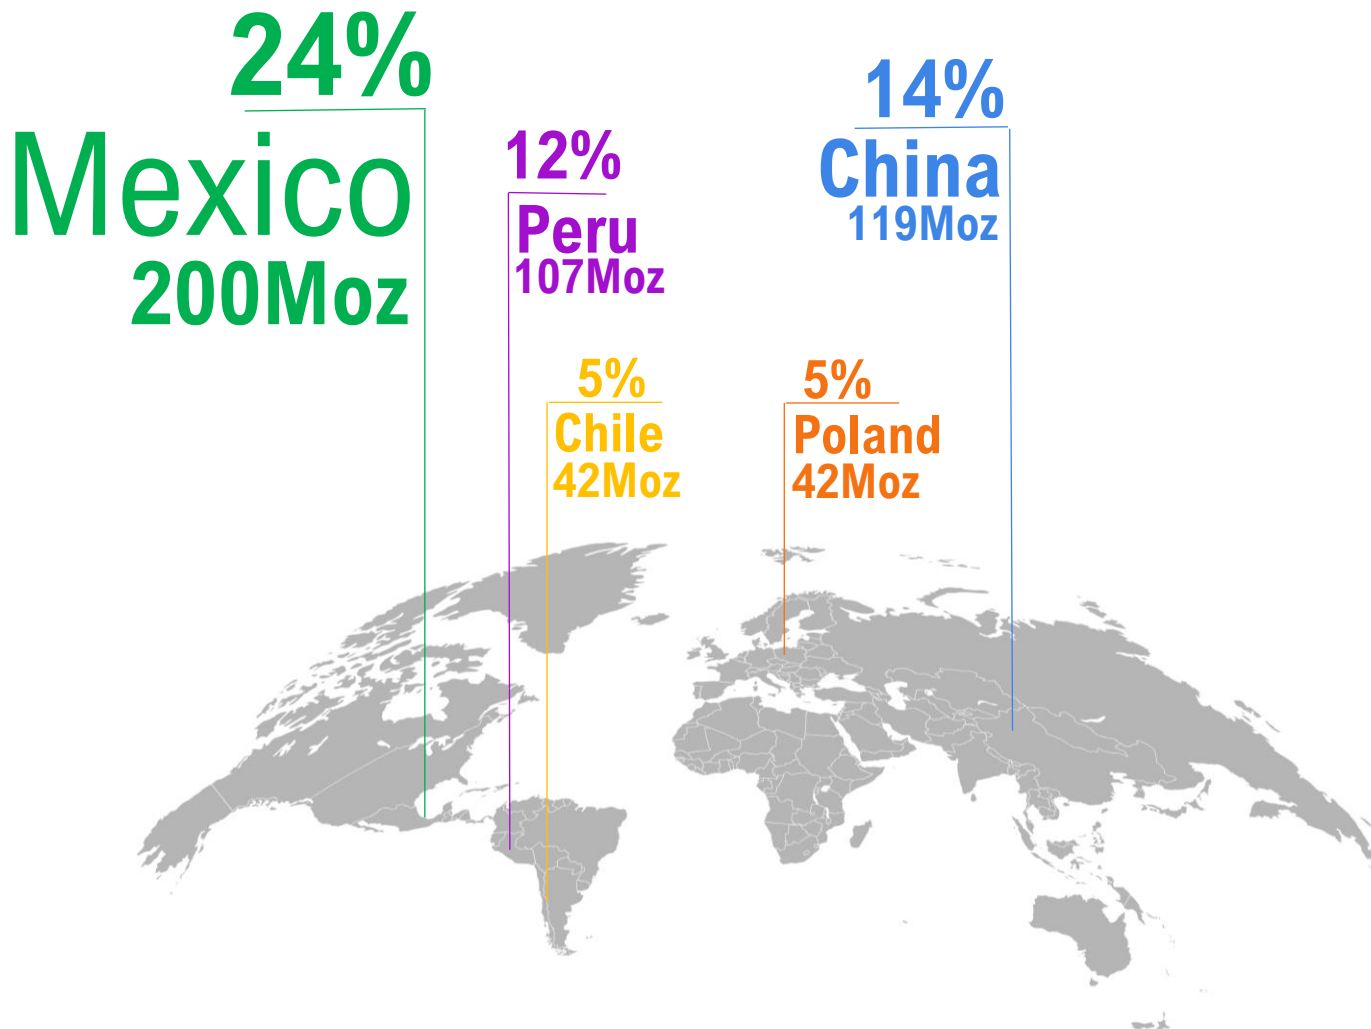 24%
Mexico
200Moz
12%
Peru
107Moz
14%
China
119Moz
5%
Chile
42Moz
5%
Poland
42Moz